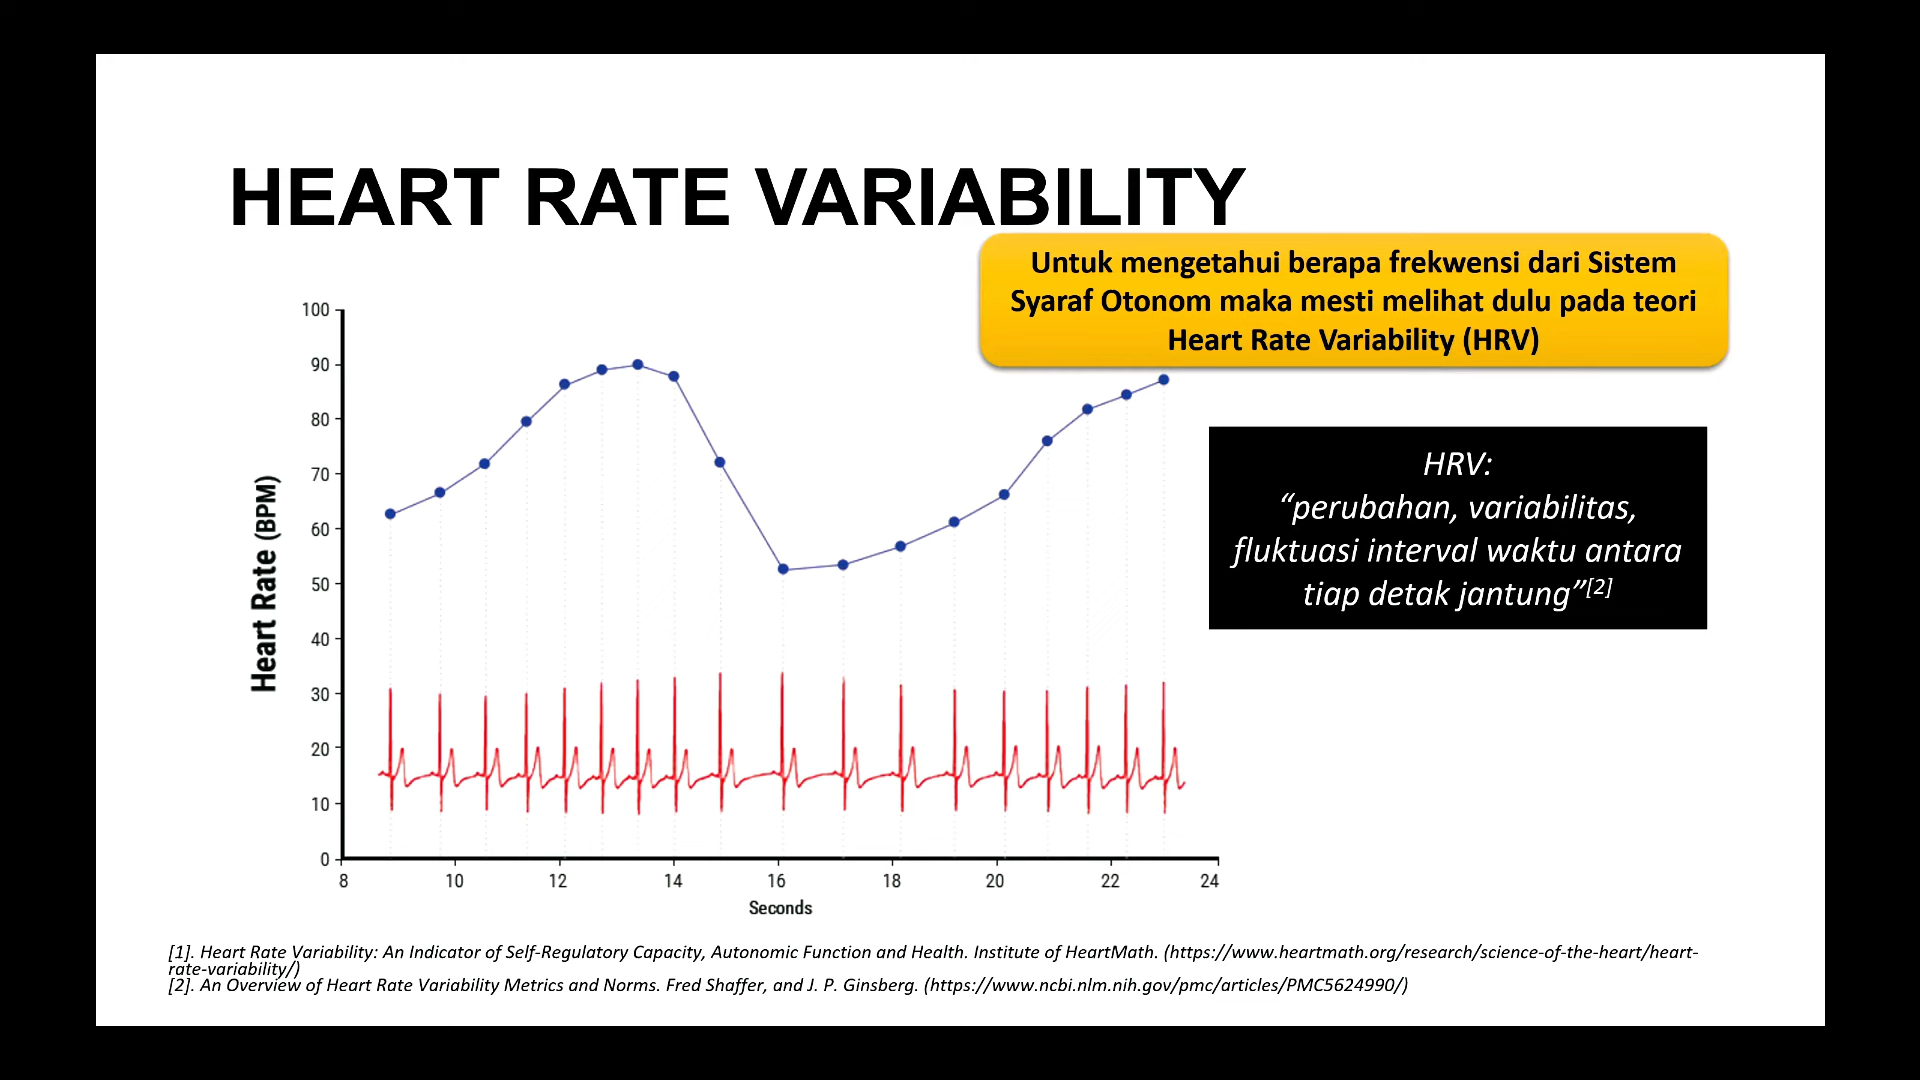 HEART RATE VARIABILITY
Untuk mengetahui berapa frekwensi dari Sistem
Syaraf Otonom maka mesti melihat dulu pada teori
Heart Rate Variability (HRV)
100
90
80
70
60
50
40
30
20
10
0
Heart Rate (BPM)
8 10 12 14 16 18 20 22 24
Seconds
HRV:
“perubahan, variabilitas,
fluktuasi interval waktu antara
tiap detak jantung”[2]
[1]. Heart Rate Variability: An Indicator of Self-Regulatory Capacity, Autonomic Function and Health. Institute of HeartMath. (https://www.heartmath.org/research/science-of-the-heart/heart-
rate-variability/)
[2]. An Overview of Heart Rate Variability Metrics and Norms. Fred Shaffer, and J. P. Ginsberg. (https://www.ncbi.nlm.nih.gov/pmc/articles/PMC5624990/)